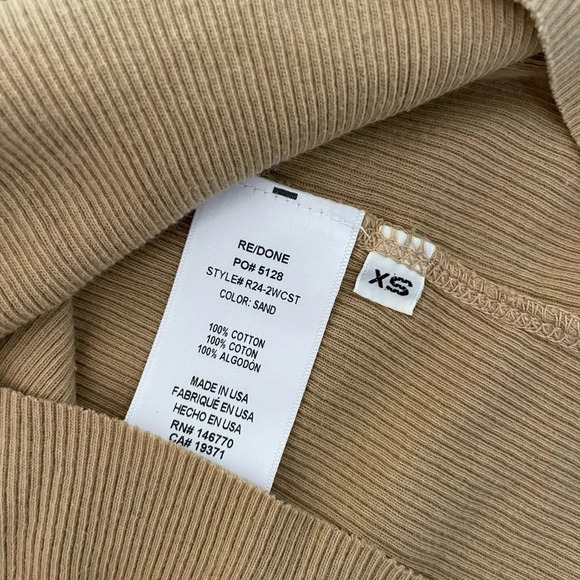 RE/DONE
PO# 5128
STYLE# R24-2WCST
COLOR: SAND
100% COTTON
100% COTON
100% ALGODÓN
MADE IN USA
FABRIQUÉ EN USA
HECHO EN USA
RN# 146770
CA# 19371
XS